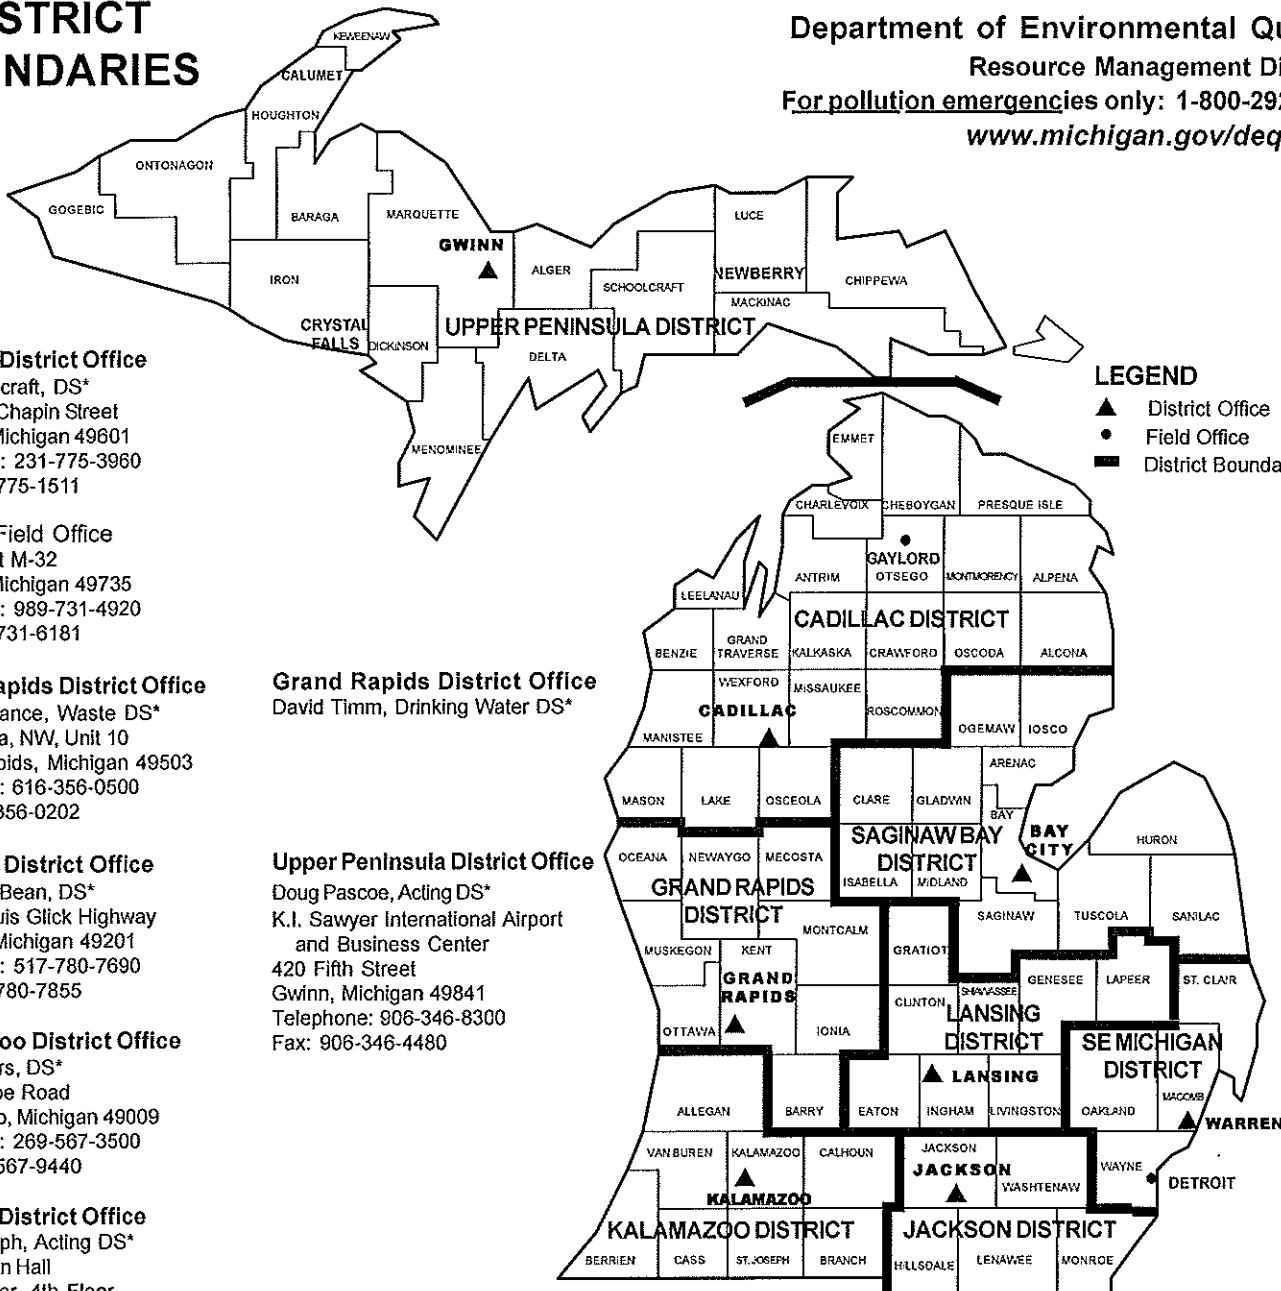 STRICT
NDARIES
Department of Environmental Qu
Resource Management Di
For pollution emergencies only: 1-800-292
www.michigan.gov/deq
KEWEENAW
CALUMET
HOUGHTON
ONTONAGON
GOGEBIC
BARAGA
MARQUETTE
LUCE
GWINN
ALGER
IRON
SCHOOLCRAFT
NEWBERRY
CHIPPEWA
MACKINAC
CRYSTAL
FALLS
DICKINSON
UPPER PENINSULA DISTRICT
DELTA
MENOMINEE
LEGEND
District Office
Field Office
District Bounda
District Office
craft, DS*
Chapin Street
Michigan 49601
: 231-775-3960
775-1511
Field Office
t M-32
Michigan 49735
: 989-731-4920
731-6181
apids District Office
ance, Waste DS*
a, NW, Unit 10
pids, Michigan 49503
: 616-356-0500
356-0202
District Office
Bean, DS*
uis Glick Highway
Michigan 49201
: 517-780-7690
780-7855
oo District Office
rs, DS*
be Road
o, Michigan 49009
: 269-567-3500
567-9440
District Office
ph, Acting DS*
n Hall
er, 4th Floor
Grand Rapids District Office
David Timm, Drinking Water DS*
Upper Peninsula District Office
Doug Pascoe, Acting DS*
K.I. Sawyer International Airport
and Business Center
420 Fifth Street
Gwinn, Michigan 49841
Telephone: 906-346-8300
Fax: 906-346-4480
EMMET
CHARLEVOIX
CHEBOYGAN
PRESQUE ISLE
GAYLORD
ANTRIM
OTSEGO
MONTMORENCY
ALPENA
LEELANAU
CADILLAC DISTRICT
BENZIE
GRAND
TRAVERSE
KALKASKA
CRAWFORD
OSCODA
ALCONA
WEXFORD
MISSAUKEE
CADILLAC
ROSCOMMON
MANISTEE
OGEMAW
IOSCO
ARENAC
MASON
LAKE
OSCEOLA
CLARE
GLADWIN
BAY
SAGINAW BAY
DISTRICT
BAY
CITY
HURON
OCEANA
NEWAYGO
MECOSTA
ISABELLA
MIDLAND
GRAND RAPIDS
DISTRICT
SAGINAW
TUSCOLA
SANILAC
MONTCALM
MUSKEGON
KENT
GRATIOT
GRAND
RAPIDS
GENESEE
LAPEER
ST. CLAIR
SHIAWASSEE
CLINTON
LANSING
DISTRICT
OTTAWA
IONIA
SE MICHIGAN
DISTRICT
LANSING
MACOMB
ALLEGAN
BARRY
EATON
INGHAM
LIVINGSTON
OAKLAND
WARREN
VAN BUREN
KALAMAZOO
CALHOUN
JACKSON
JACKSON
WASHTENAW
WAYNE
DETROIT
KALAMAZOO
KALAMAZOO DISTRICT
JACKSON DISTRICT
BERRIEN
CASS
ST. JOSEPH
BRANCH
HILLSDALE
LENAWEE
MONROE